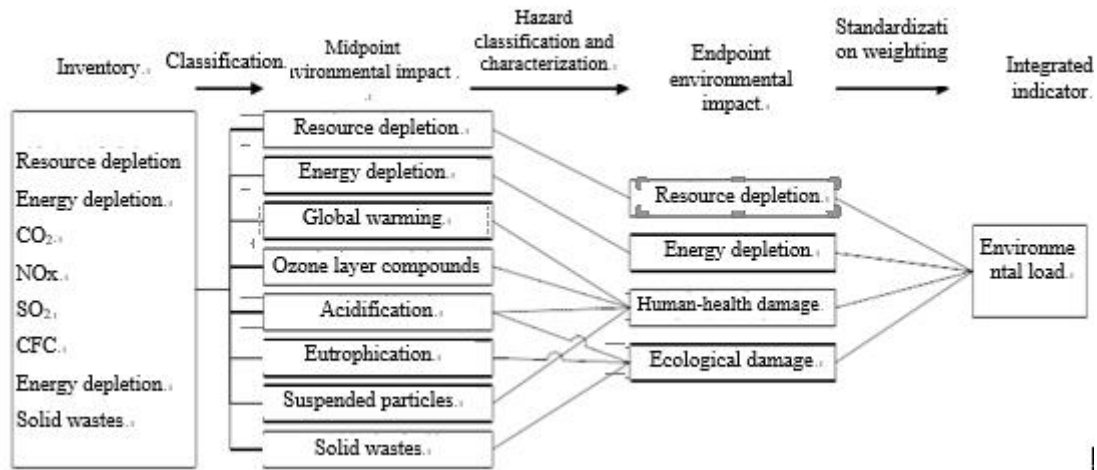 Inventory.
Classification.
Midpoint
vironmental impact.
Hazard
classification and
characterization.
Endpoint
environmental
impact.
Standardizati
on weighting
Integrated
indicator.
Resource depletion
Energy depletion.
CO2.
NOx.
SO2.
CFC.
Energy depletion.
Solid wastes.
Resource depletion.
Energy depletion.
Global warming.
Ozone layer compounds
Acidification.
Eutrophication.
Suspended particles.
Solid wastes.
Resource depletion.
Energy depletion.
Human-health damage.
Ecological damage.
Environme
ntal load.